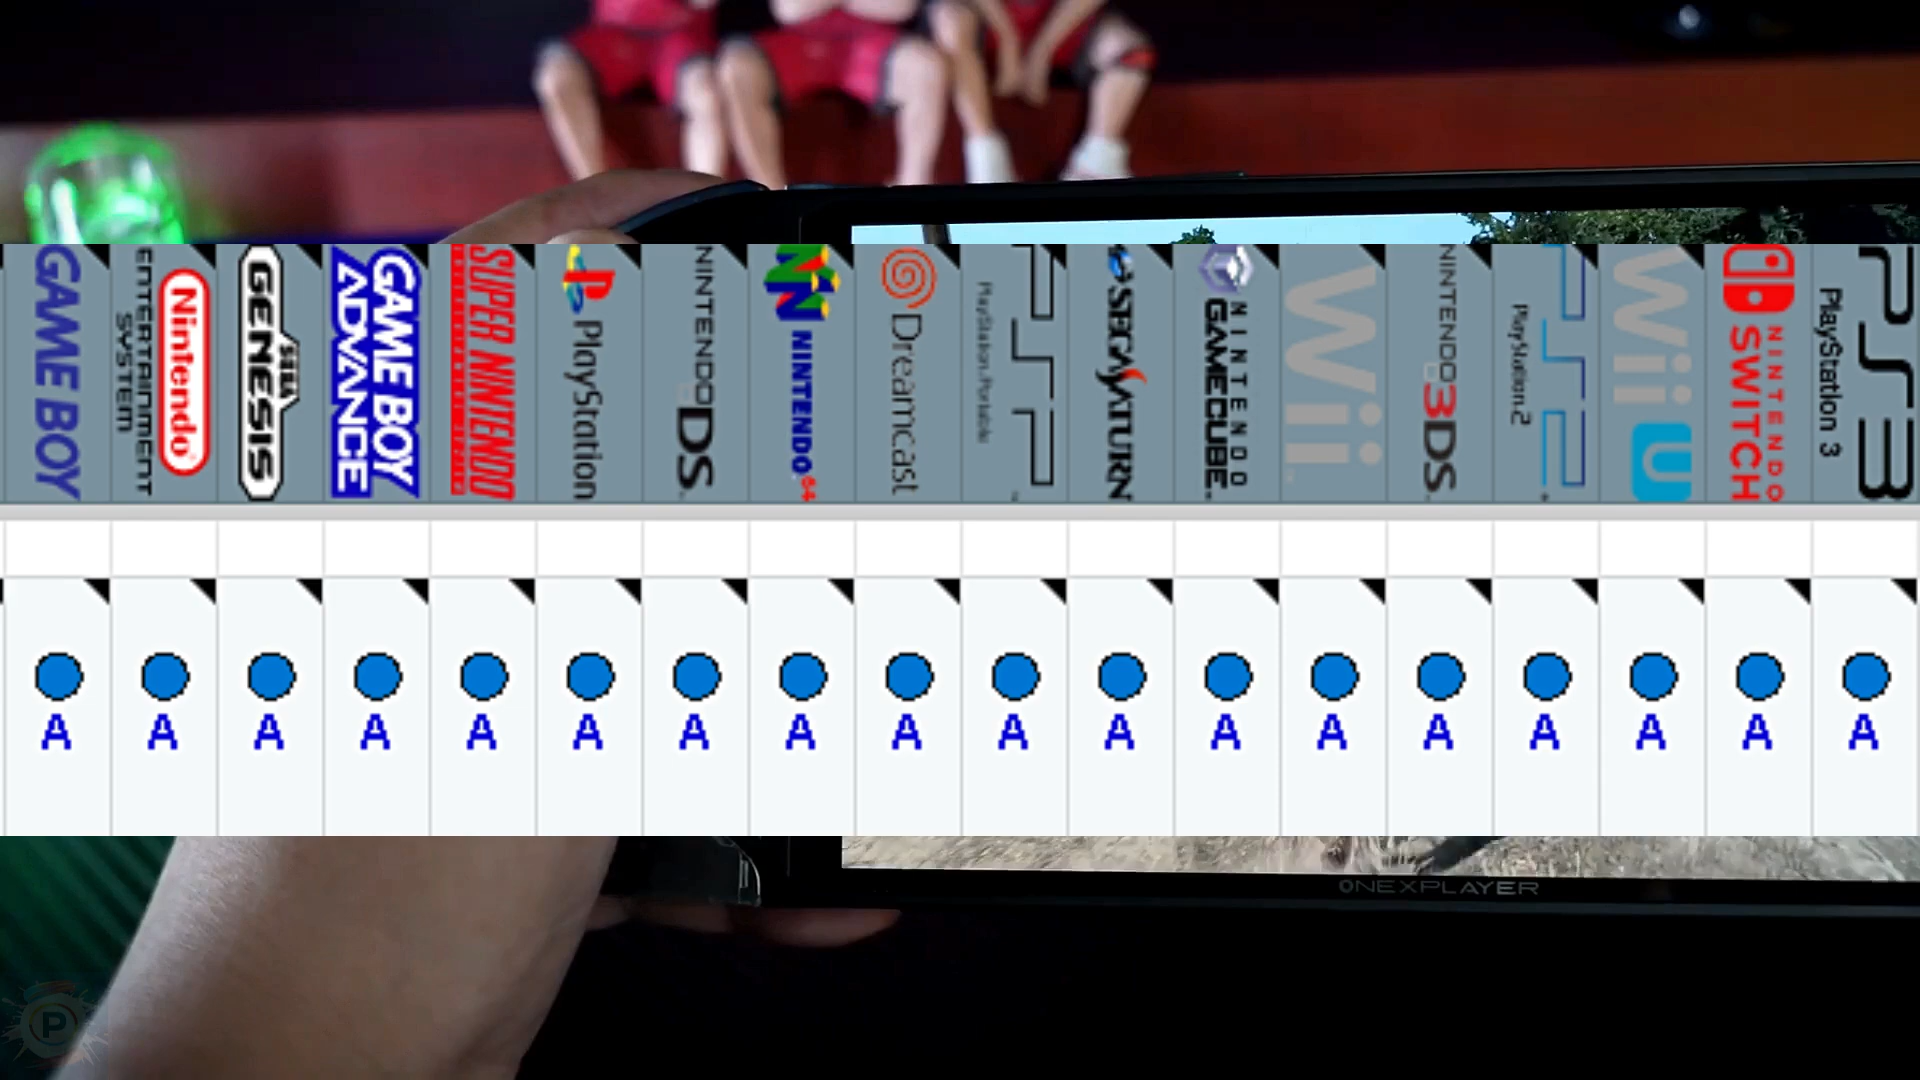 GAME BOY
Nintendo
ENTERTAINMENT
SYSTEM
SEGA
GENESIS
GAME BOY
ADVANCE
SUPER NINTENDO
PlayStation
NINTENDO DS
NINTENDO 64
Dreamcast
PSP
PlayStation Portable
SEGA SATURN
NINTENDO
GAMECUBE
Wii
NINTENDO 3DS
PS2
PlayStation 2
Wii U
NINTENDO
SWITCH
PS3
PlayStation 3
A A A A A A A A A A A A A A A A A A
ONEXPLAYER
P